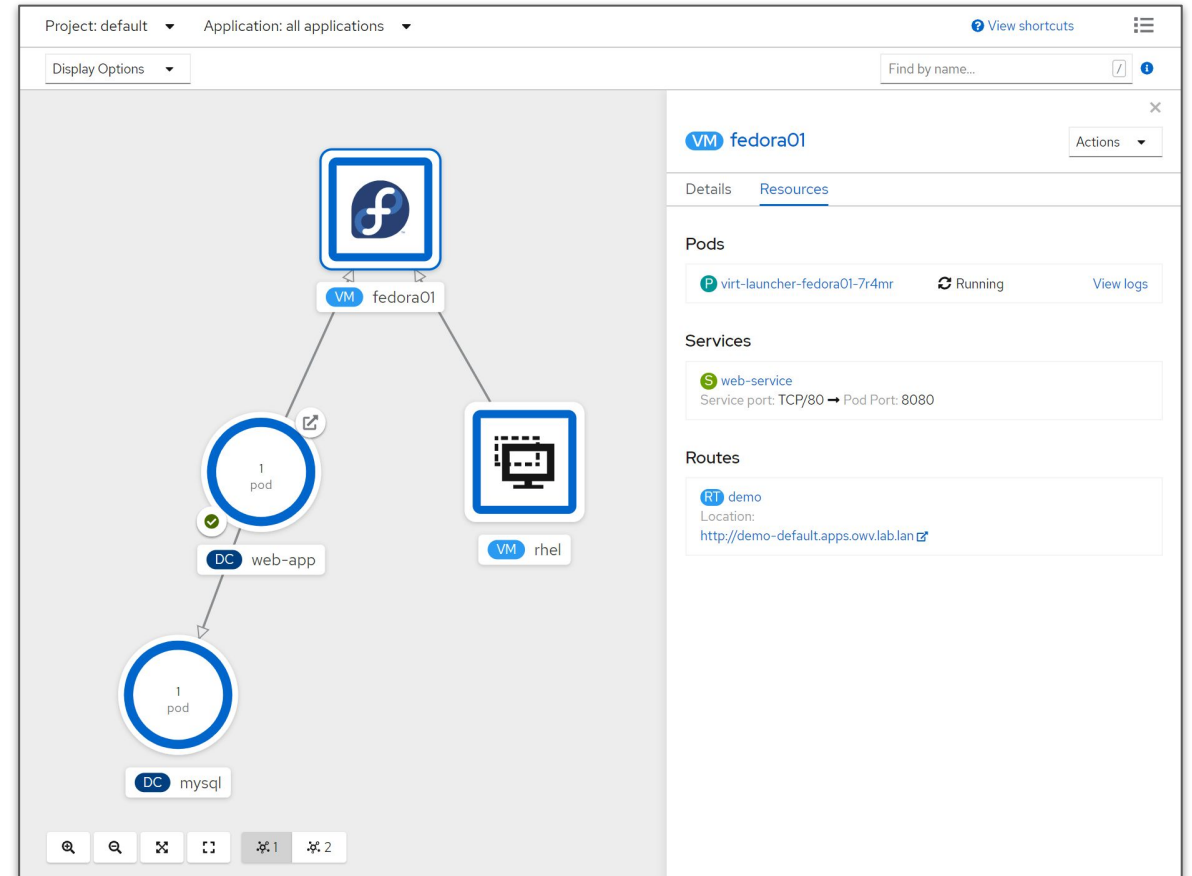 Project: default Application: all applications View shortcuts
Display Options Find by name... /
VM fedora01 Actions
Details Resources
Pods
P virt-launcher-fedora01-7r4mr Running View logs
Services
S web-service
Service port: TCP/80 → Pod Port: 8080
Routes
RT demo
Location:
http://demo-default.apps.owv.lab.lan
VM fedora01
1
pod
DC web-app
VM rhel
1
pod
DC mysql
1 2